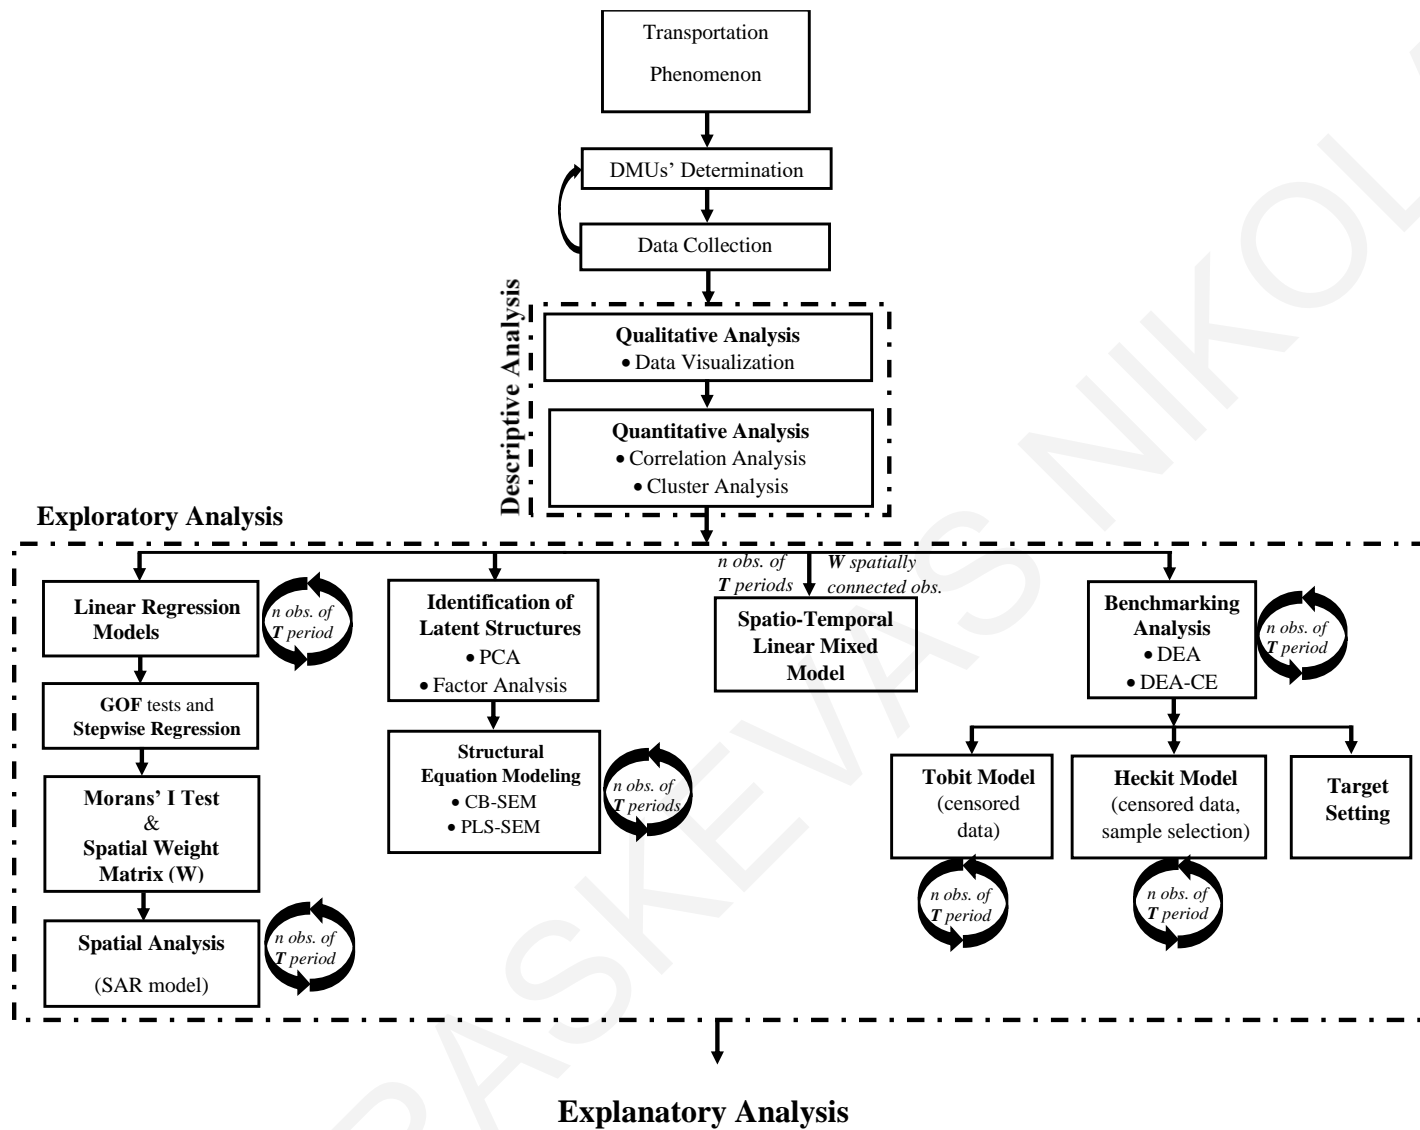 Transportation
Phenomenon
DMUs’ Determination
Data Collection
Descriptive Analysis
Qualitative Analysis
• Data Visualization
Quantitative Analysis
• Correlation Analysis
• Cluster Analysis
Exploratory Analysis
Linear Regression
Models
n obs. of
T period
GOF tests and
Stepwise Regression
Morans’ I Test
&
Spatial Weight
Matrix (W)
Spatial Analysis
(SAR model)
n obs. of
T period
Identification of
Latent Structures
• PCA
• Factor Analysis
Structural
Equation Modeling
• CB-SEM
• PLS-SEM
n obs. of
T periods
n obs. of
T periods
W spatially
connected obs.
Spatio-Temporal
Linear Mixed
Model
Benchmarking
Analysis
• DEA
• DEA-CE
n obs. of
T period
Tobit Model
(censored
data)
n obs. of
T period
Heckit Model
(censored data,
sample selection)
n obs. of
T period
Target
Setting
Explanatory Analysis